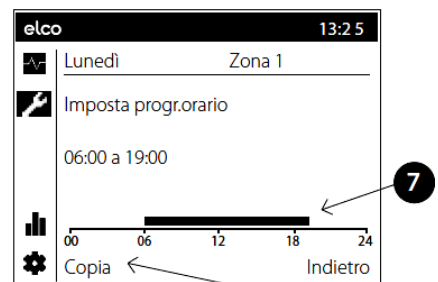 elco 13:2 5
Lunedì Zona 1
Imposta progr.orario
06:00 a 19:00
7
00 06 12 18 24
Copia Indietro